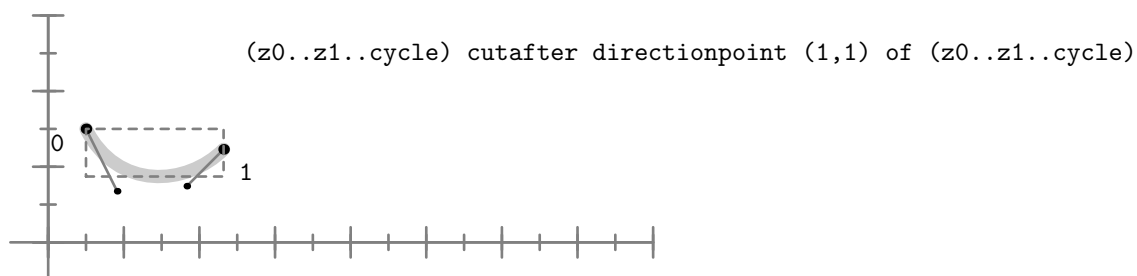 (z0..z1..cycle) cutafter directionpoint (1,1) of (z0..z1..cycle)
0
1